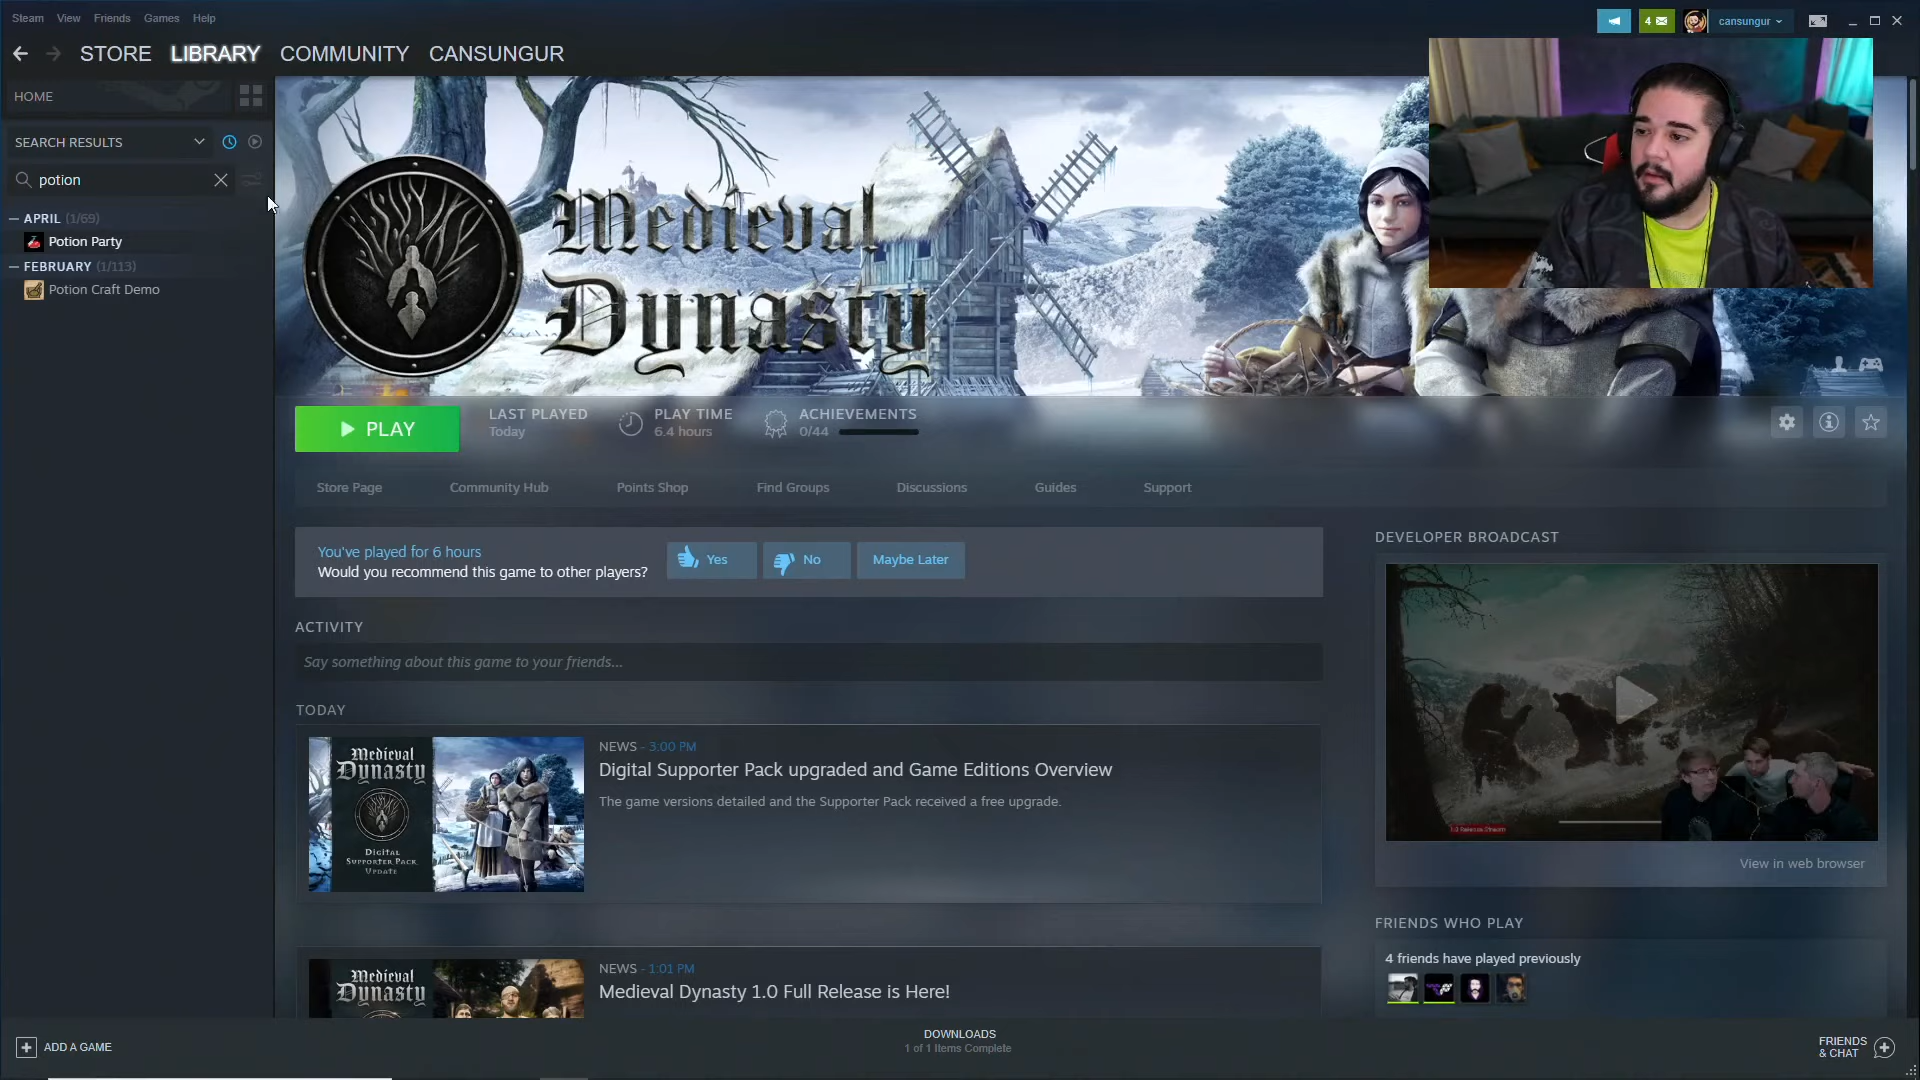 Steam View Friends Games Help
4
cansungur
STORE LIBRARY COMMUNITY CANSUNGUR
HOME
SEARCH RESULTS
potion
APRIL (1/69)
Potion Party
FEBRUARY (1/113)
Potion Craft Demo
Medieval
Dynasty
PLAY
LAST PLAYED
Today
PLAY TIME
6.4 hours
ACHIEVEMENTS
0/44
Store Page Community Hub Points Shop Find Groups Discussions Guides Support
You've played for 6 hours
Would you recommend this game to other players?
Yes No Maybe Later
ACTIVITY
Say something about this game to your friends...
TODAY
Medieval
Dynasty
DIGITAL
SUPPORTER PACK
UPDATE
NEWS - 3:00 PM
Digital Supporter Pack upgraded and Game Editions Overview
The game versions detailed and the Supporter Pack received a free upgrade.
Medieval
Dynasty
NEWS - 1:01 PM
Medieval Dynasty 1.0 Full Release is Here!
DEVELOPER BROADCAST
View in web browser
FRIENDS WHO PLAY
4 friends have played previously
ADD A GAME
DOWNLOADS
1 of 1 Items Complete
FRIENDS
& CHAT